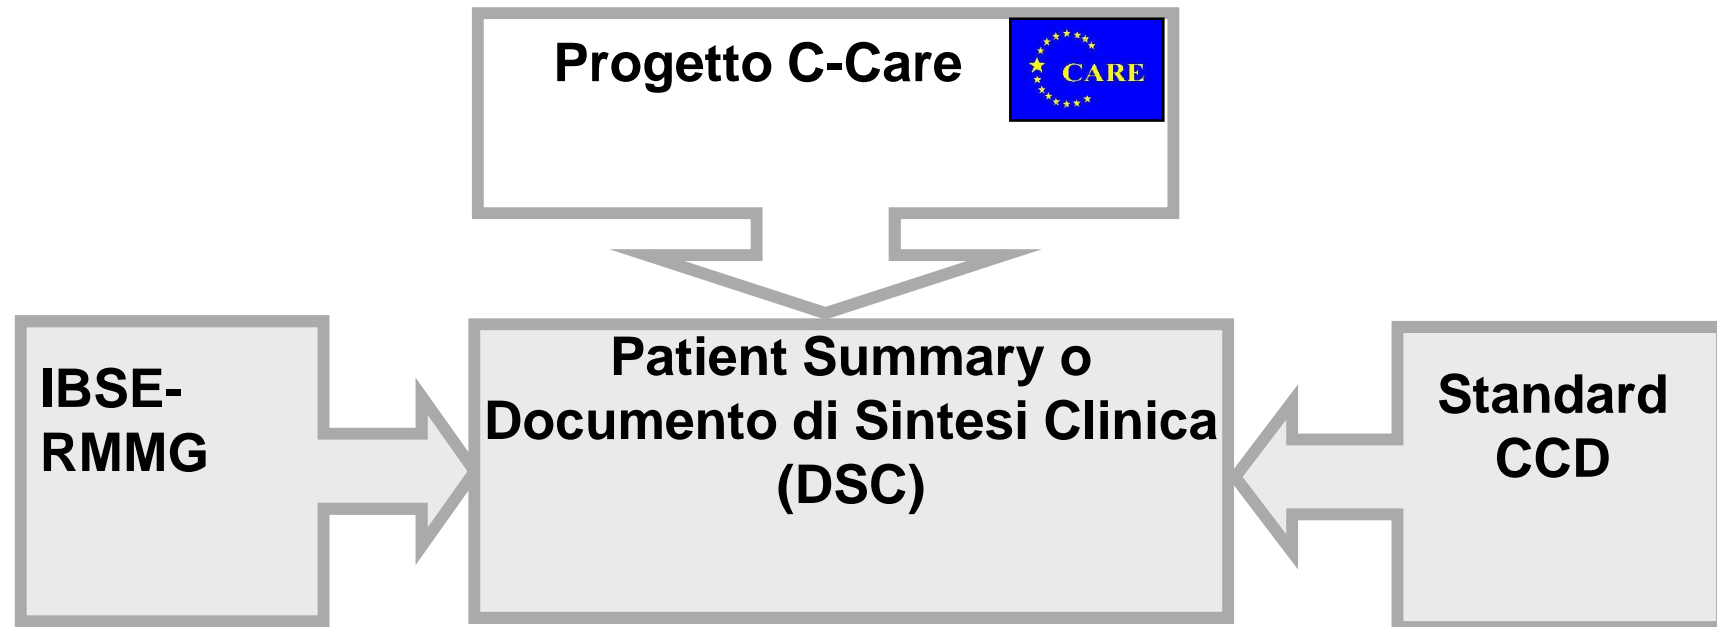 Progetto C-Care
CARE
IBSE-
RMMG
Patient Summary o
Documento di Sintesi Clinica
(DSC)
Standard
CCD